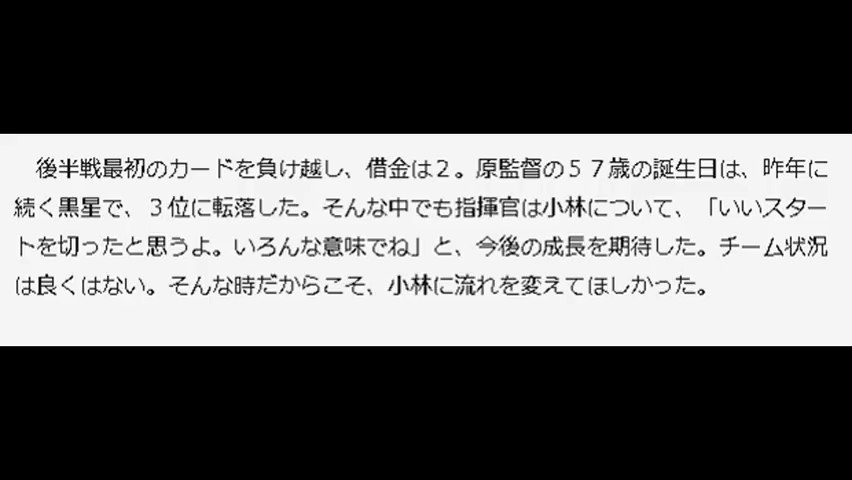 後半戦最初のカードを負け越し、借金は２。原監督の５７歳の誕生日は、昨年に
続く黒星で、３位に転落した。そんな中でも指揮官は小林について、「いいスター
トを切ったと思うよ。いろんな意味でね」と、今後の成長を期待した。チーム状況
は良くはない。そんな時だからこそ、小林に流れを変えてほしかった。